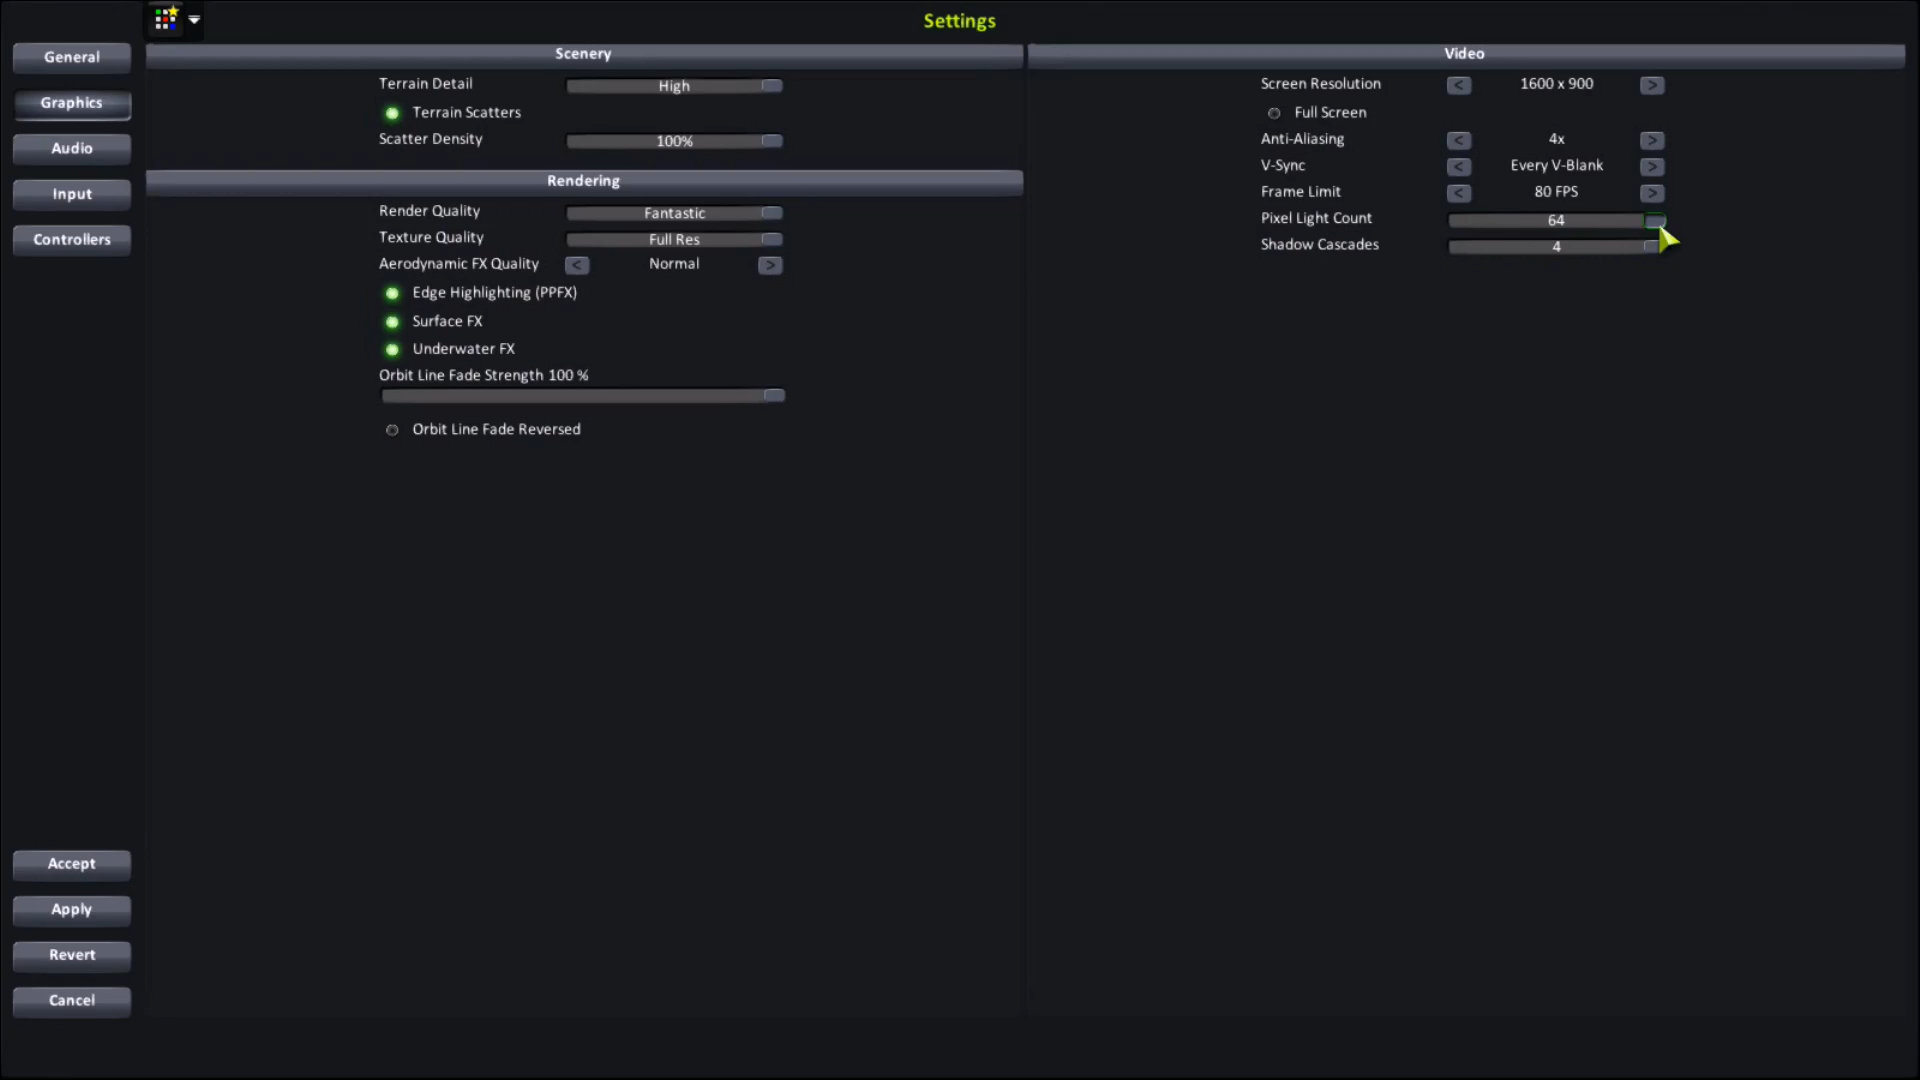 Settings
General
Graphics
Audio
Input
Controllers
Accept
Apply
Revert
Cancel
Scenery
Terrain Detail High
Terrain Scatters
Scatter Density 100%
Rendering
Render Quality Fantastic
Texture Quality Full Res
Aerodynamic FX Quality < Normal >
Edge Highlighting (PPFX)
Surface FX
Underwater FX
Orbit Line Fade Strength 100 %
Orbit Line Fade Reversed
Video
Screen Resolution < 1600 x 900 >
Full Screen
Anti-Aliasing < 4x >
V-Sync < Every V-Blank >
Frame Limit < 80 FPS >
Pixel Light Count 64
Shadow Cascades 4